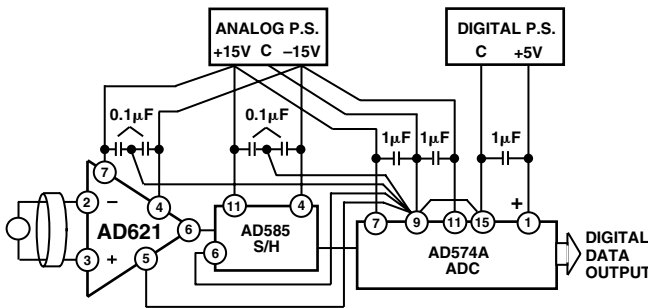 ANALOG P.S.
+15V C –15V
DIGITAL P.S.
C +5V
0.1µF
0.1µF
1µF
1µF
1µF
7
2
–
4
11
4
7
9
11
15
+
1
AD621
6
AD585
S/H
6
3
+
5
AD574A
ADC
DIGITAL
DATA
OUTPUT